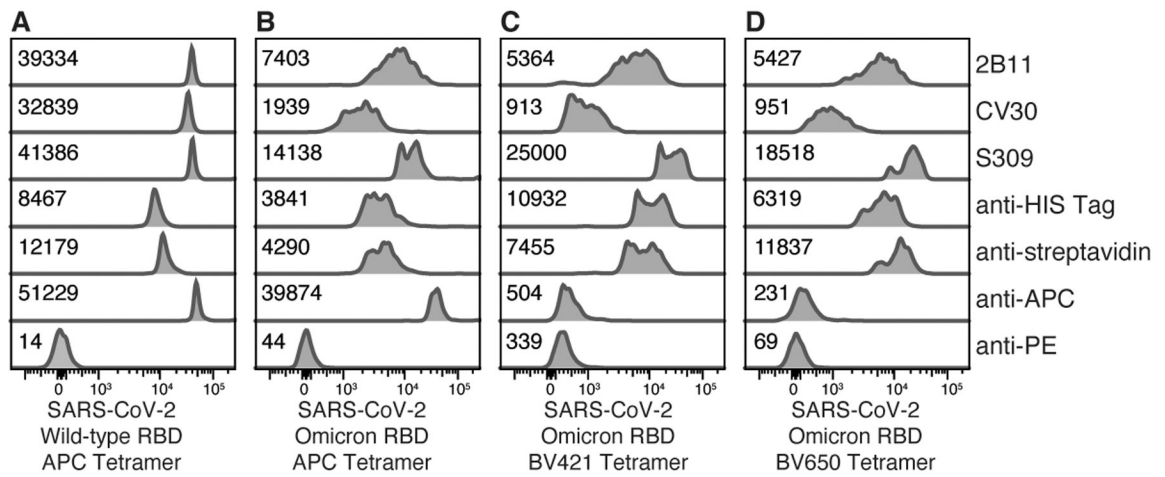 A B C D
39334 7403 5364 5427 2B11
32839 1939 913 951 CV30
41386 14138 25000 18518 S309
8467 3841 10932 6319 anti-HIS Tag
12179 4290 7455 11837 anti-streptavidin
51229 39874 504 231 anti-APC
14 44 339 69 anti-PE
0 10³ 10⁴ 10⁵ 0 10³ 10⁴ 10⁵ 0 10³ 10⁴ 10⁵ 0 10³ 10⁴ 10⁵
SARS-CoV-2 SARS-CoV-2 SARS-CoV-2 SARS-CoV-2
Wild-type RBD Omicron RBD Omicron RBD Omicron RBD
APC Tetramer APC Tetramer BV421 Tetramer BV650 Tetramer